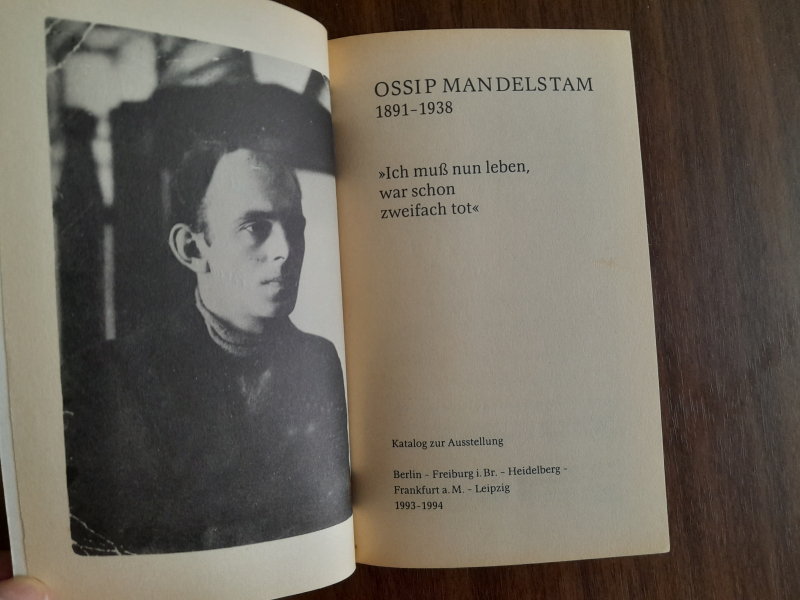 OSSIP MANDELSTAM
1891–1938
»Ich muß nun leben,
war schon
zweifach tot«
Katalog zur Ausstellung
Berlin – Freiburg i. Br. – Heidelberg –
Frankfurt a. M. – Leipzig
1993–1994